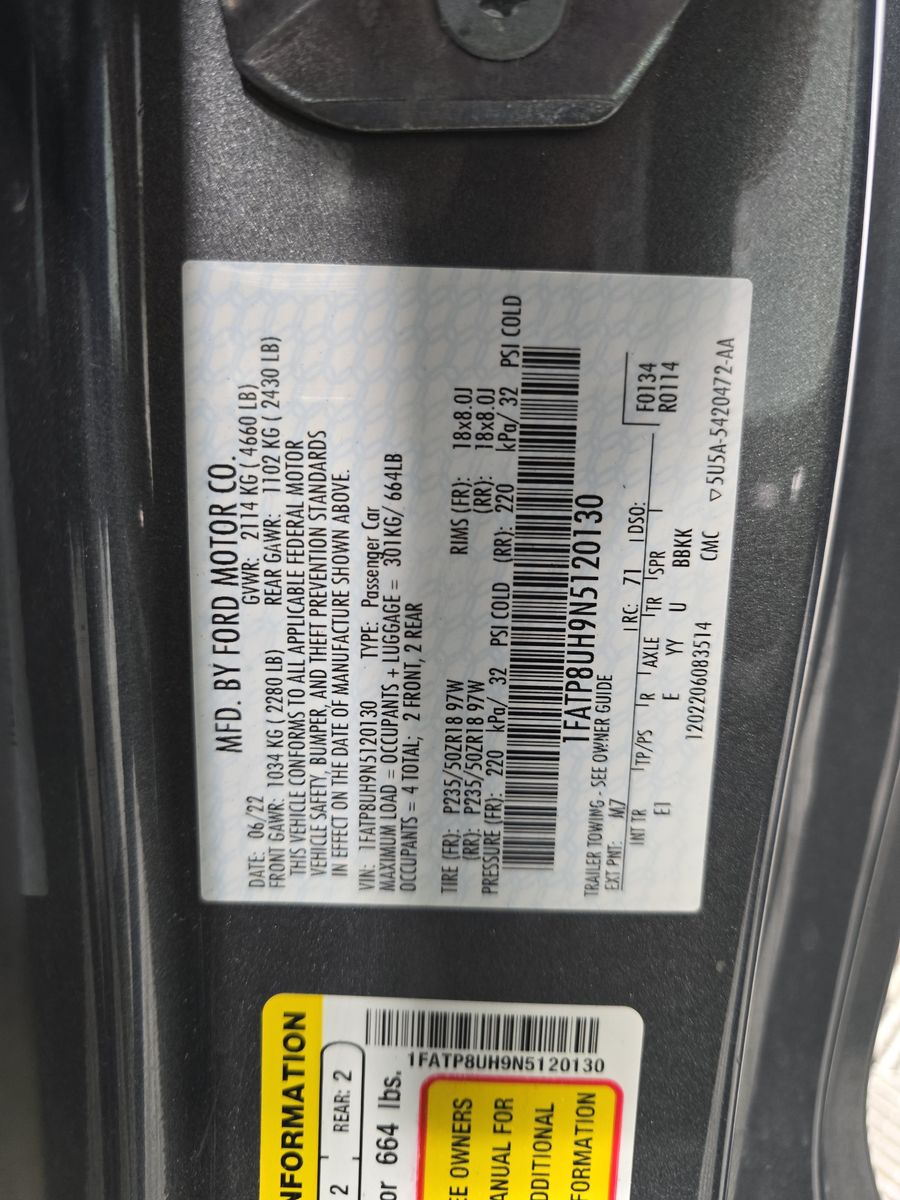 MFD. BY FORD MOTOR CO.
DATE: 06/22 GVWR: 2114 KG ( 4660 LB)
FRONT GAWR: 1034 KG ( 2280 LB) REAR GAWR: 1102 KG ( 2430 LB)
THIS VEHICLE CONFORMS TO ALL APPLICABLE FEDERAL MOTOR
VEHICLE SAFETY, BUMPER, AND THEFT PREVENTION STANDARDS
IN EFFECT ON THE DATE OF MANUFACTURE SHOWN ABOVE.
VIN: 1FATP8UH9N5120130 TYPE: Passenger Car
MAXIMUM LOAD = OCCUPANTS + LUGGAGE = 301KG/ 664LB
OCCUPANTS = 4 TOTAL; 2 FRONT, 2 REAR
TIRE (FR): P235/50ZR18 97W RIMS (FR): 18x8.0J
(RR): P235/50ZR18 97W (RR): 18x8.0J
PRESSURE (FR): 220 kPa/ 32 PSI COLD (RR): 220 kPa/ 32 PSI COLD
1FATP8UH9N5120130
TRAILER TOWING - SEE OWNER GUIDE
EXT PNT: M7 RC: 71 DSO: F0134
R0114
INT TR TP/PS R AXLE TR SPR
EI E YY U BBKK
120220608351​4 CMC ▽5U5A-5420472-AA
NFORMATION
2 REAR: 2
or 664 lbs.
1FATP8UH9N5120130
EE OWNERS
ANUAL FOR
DDITIONAL
FORMATION